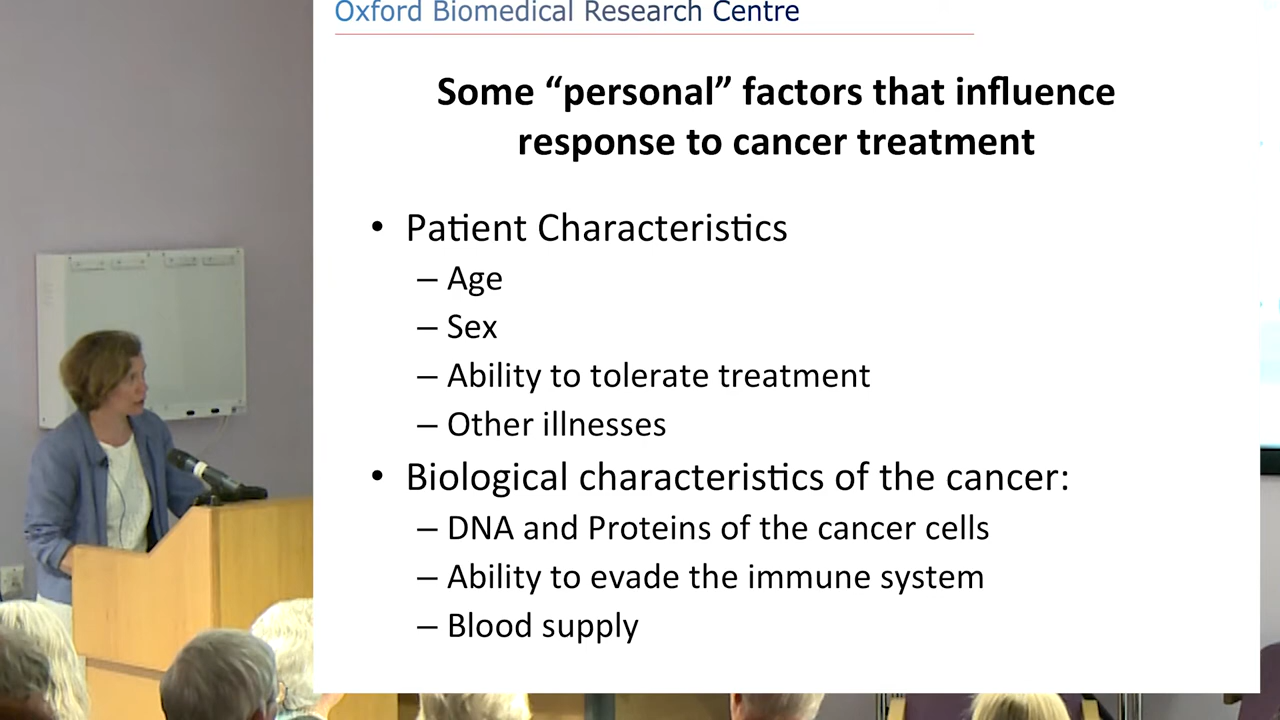 Oxford Biomedical Research Centre
Some “personal” factors that influence
response to cancer treatment
• Patient Characteristics
– Age
– Sex
– Ability to tolerate treatment
– Other illnesses
• Biological characteristics of the cancer:
– DNA and Proteins of the cancer cells
– Ability to evade the immune system
– Blood supply